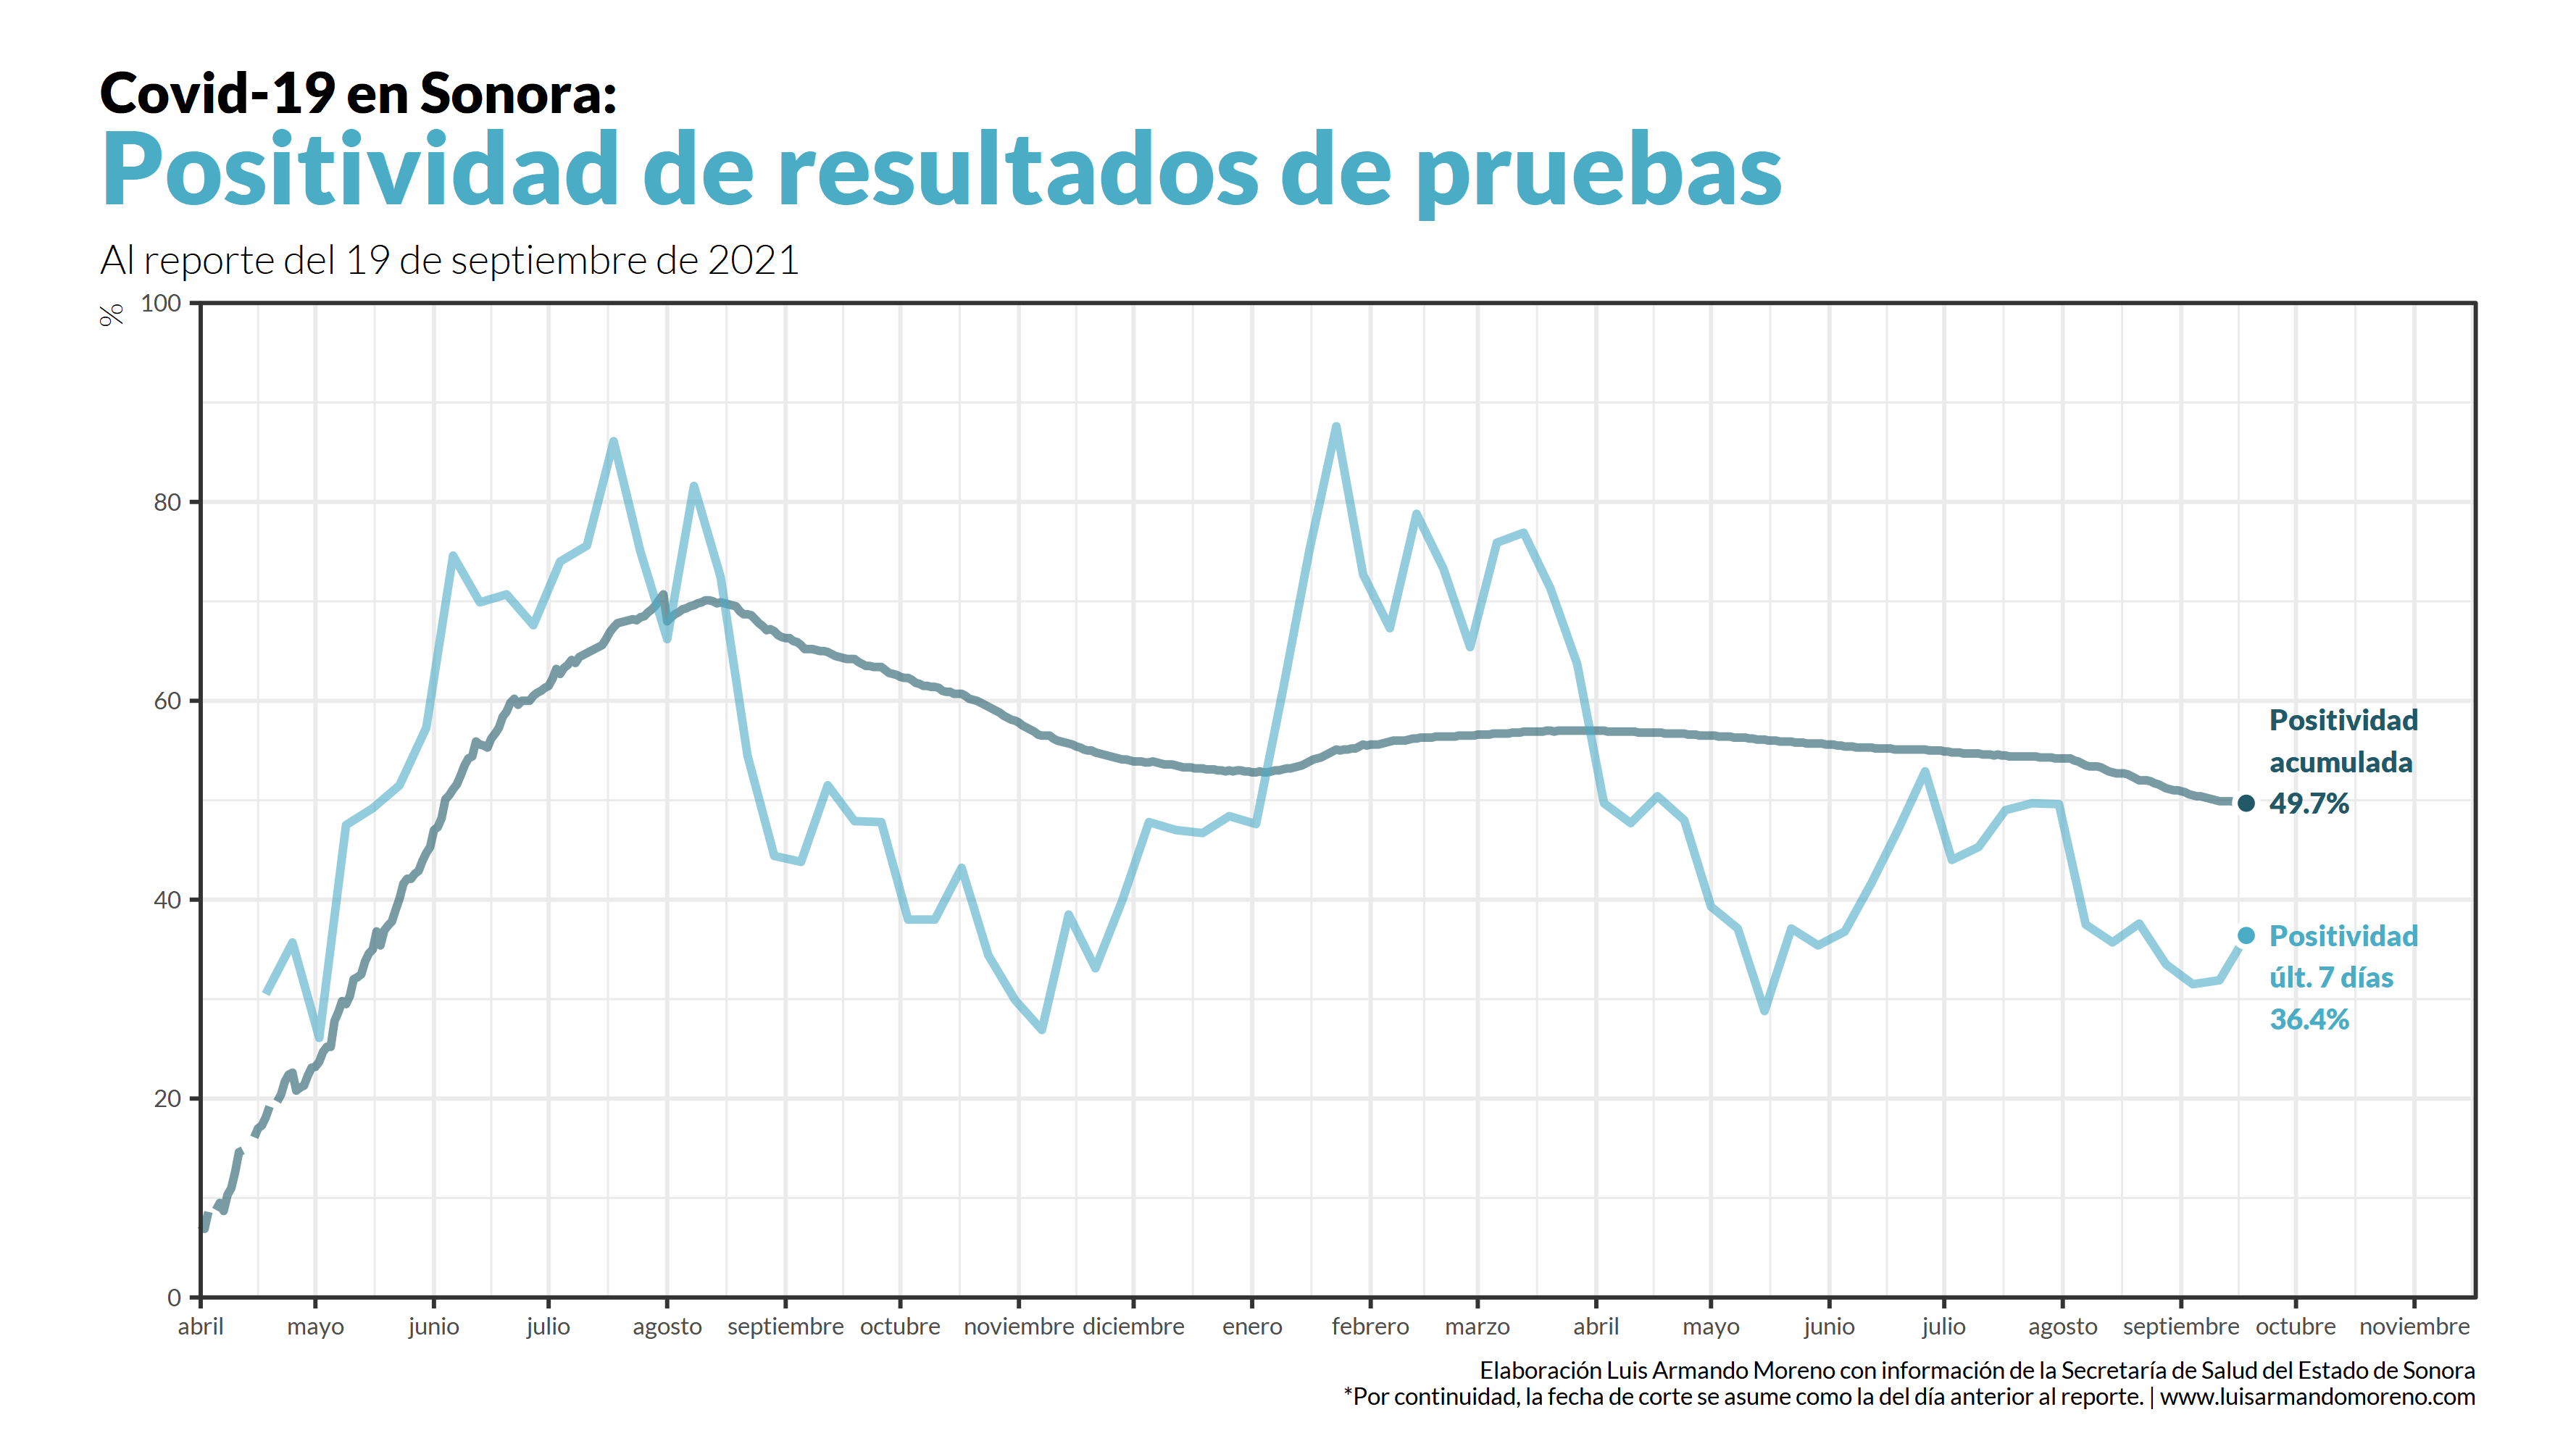 Covid-19 en Sonora:
Positividad de resultados de pruebas
Al reporte del 19 de septiembre de 2021
%
100
80
60
40
20
0
Positividad
acumulada
49.7%
Positividad
últ. 7 días
36.4%
abril mayo junio julio agosto septiembre octubre noviembre diciembre enero febrero marzo abril mayo junio julio agosto septiembre octubre noviembre
Elaboración Luis Armando Moreno con información de la Secretaría de Salud del Estado de Sonora
*Por continuidad, la fecha de corte se asume como la del día anterior al reporte. | www.luisarmandomoreno.com